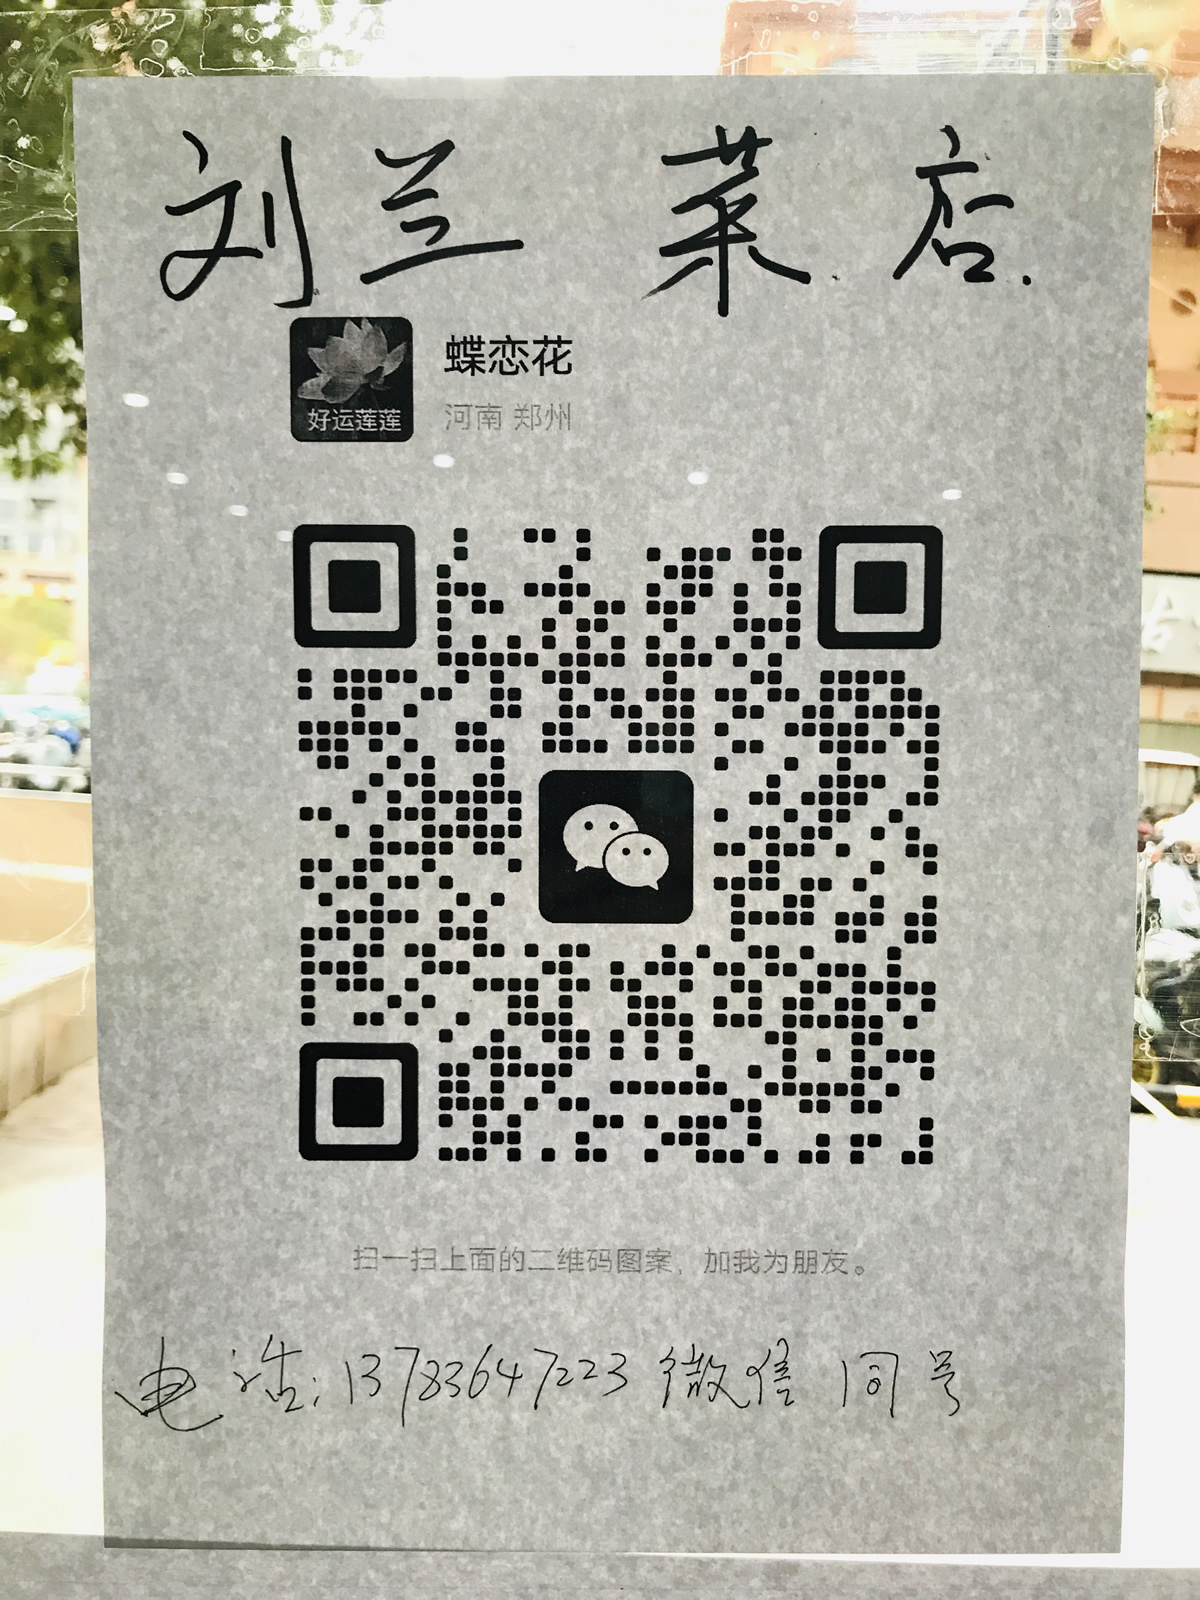 刘兰 菜店.
蝶恋花
好运莲莲
河南 郑州
扫一扫上面的二维码图案，加我为朋友。
电话:13783647223 微信 同号